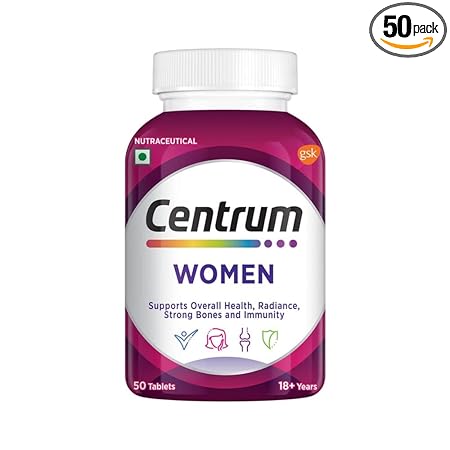 50 pack
NUTRACEUTICAL
gsk
Centrum
WOMEN
Supports Overall Health, Radiance,
Strong Bones and Immunity
50 Tablets
18+ Years